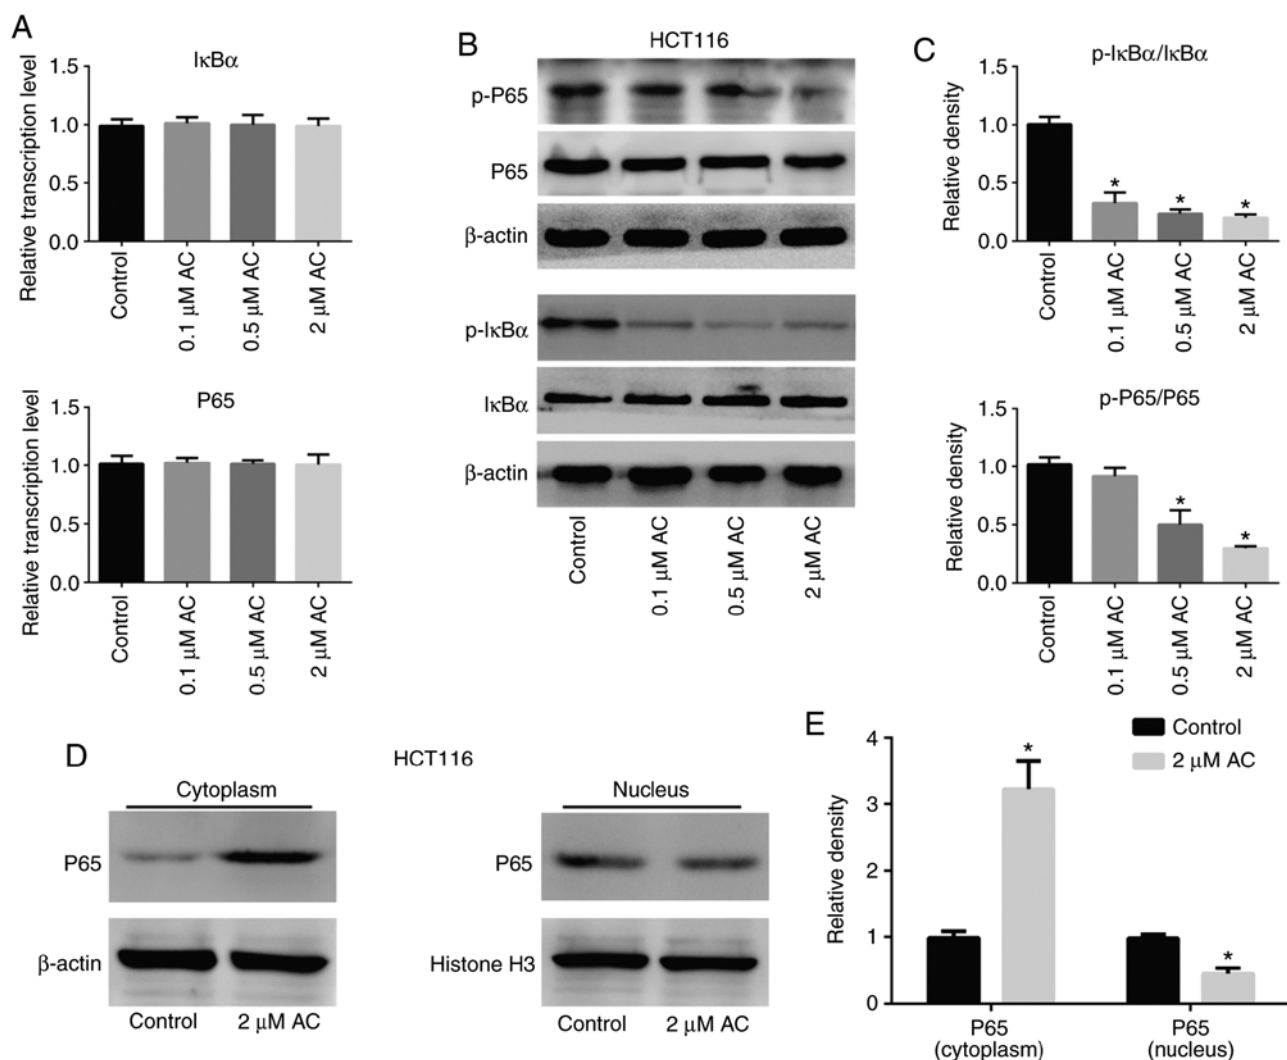 A
IκBα
Relative transcription level
1.5
1.0
0.5
0.0
Control
0.1 μM AC
0.5 μM AC
2 μM AC
P65
Relative transcription level
1.5
1.0
0.5
0.0
Control
0.1 μM AC
0.5 μM AC
2 μM AC
B
HCT116
p-P65
P65
β-actin
p-IκBα
IκBα
β-actin
Control
0.1 μM AC
0.5 μM AC
2 μM AC
C
p-IκBα/IκBα
Relative density
1.5
1.0
0.5
0.0
*
*
*
Control
0.1 μM AC
0.5 μM AC
2 μM AC
p-P65/P65
Relative density
1.5
1.0
0.5
0.0
*
*
Control
0.1 μM AC
0.5 μM AC
2 μM AC
D
HCT116
Cytoplasm
P65
β-actin
Control 2 μM AC
Nucleus
P65
Histone H3
Control 2 μM AC
E
Control
2 μM AC
Relative density
4
3
2
1
0
*
*
P65
(cytoplasm)
P65
(nucleus)